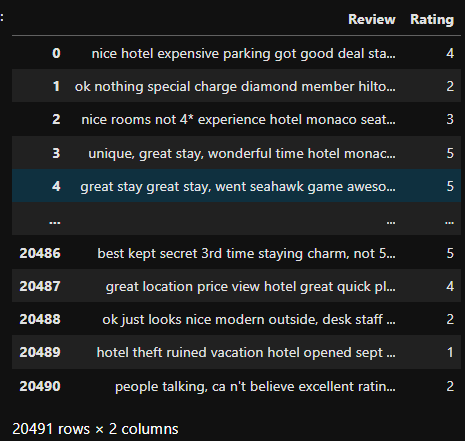 :
Review Rating
0 nice hotel expensive parking got good deal sta... 4
1 ok nothing special charge diamond member hilto... 2
2 nice rooms not 4* experience hotel monaco seat... 3
3 unique, great stay, wonderful time hotel monac... 5
4 great stay great stay, went seahawk game aweso... 5
... ... ...
20486 best kept secret 3rd time staying charm, not 5... 5
20487 great location price view hotel great quick pl... 4
20488 ok just looks nice modern outside, desk staff ... 2
20489 hotel theft ruined vacation hotel opened sept ... 1
20490 people talking, ca n't believe excellent ratin... 2
20491 rows × 2 columns